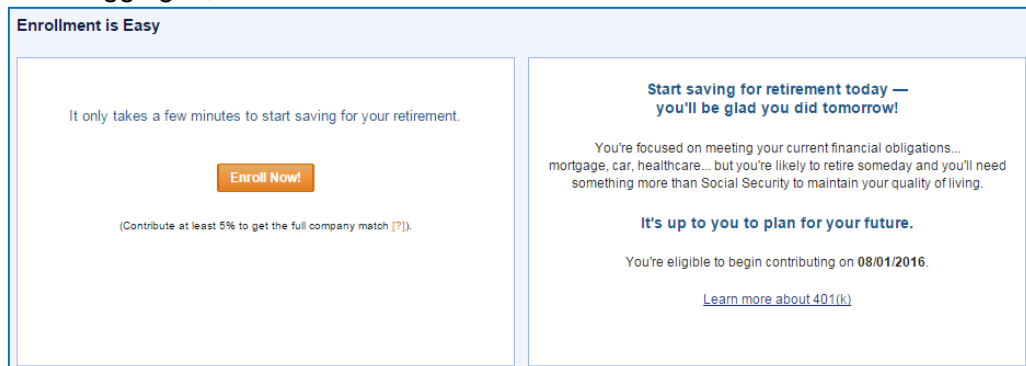 Enrollment is Easy
It only takes a few minutes to start saving for your retirement.
Enroll Now!
(Contribute at least 5% to get the full company match [?]).
Start saving for retirement today —
you'll be glad you did tomorrow!
You're focused on meeting your current financial obligations...
mortgage, car, healthcare... but you're likely to retire someday and you'll need
something more than Social Security to maintain your quality of living.
It's up to you to plan for your future.
You're eligible to begin contributing on 08/01/2016.
Learn more about 401(k)